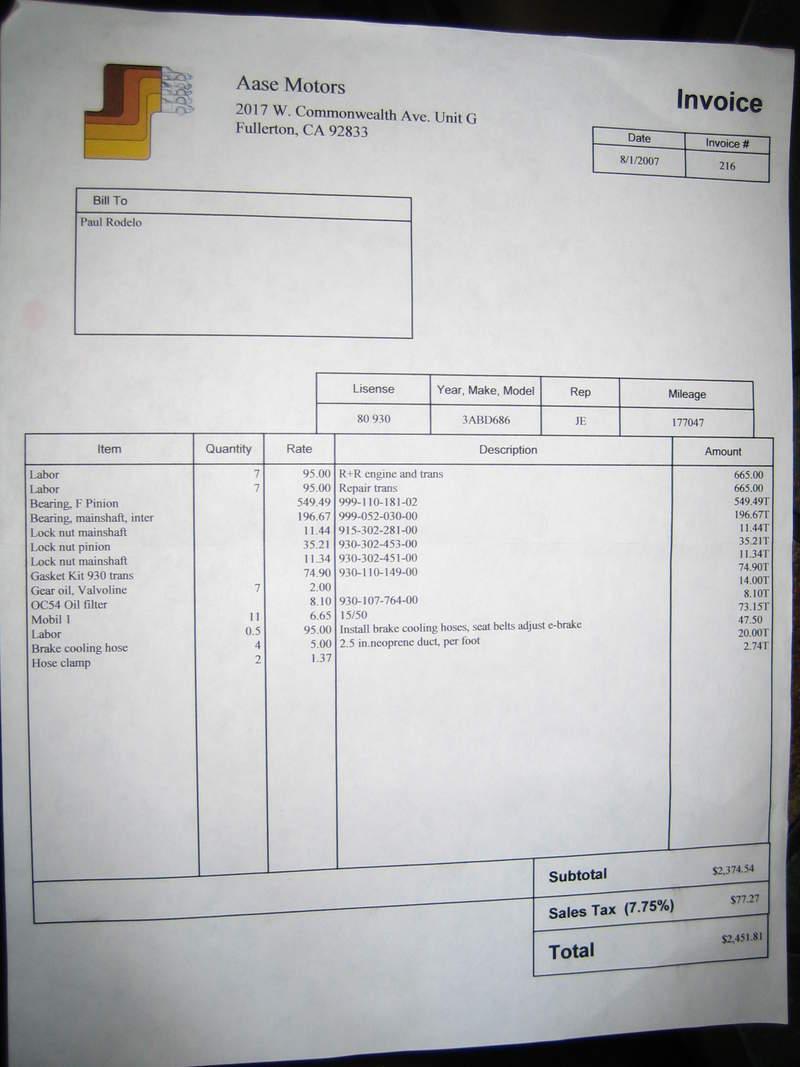 Aase Motors
2017 W. Commonwealth Ave. Unit G
Fullerton, CA 92833
Invoice
Date Invoice #
8/1/2007 216
Bill To
Paul Rodelo
Lisense Year, Make, Model Rep Mileage
80 930 3ABD686 JE 177047
Item Quantity Rate Description Amount
Labor 7 95.00 R+R engine and trans 665.00
Labor 7 95.00 Repair trans 665.00
Bearing, F Pinion 549.49 999-110-181-02 549.49T
Bearing, mainshaft, inter 196.67 999-052-030-00 196.67T
Lock nut mainshaft 11.44 915-302-281-00 11.44T
Lock nut pinion 35.21 930-302-453-00 35.21T
Lock nut mainshaft 11.34 930-302-451-00 11.34T
Gasket Kit 930 trans 74.90 930-110-149-00 74.90T
Gear oil, Valvoline 7 2.00 14.00T
OC54 Oil filter 8.10 930-107-764-00 8.10T
Mobil 1 11 6.65 15/50 73.15T
Labor 0.5 95.00 Install brake cooling hoses, seat belts adjust e-brake 47.50
Brake cooling hose 4 5.00 2.5 in.neoprene duct, per foot 20.00T
Hose clamp 2 1.37 2.74T
Subtotal $2,374.54
Sales Tax (7.75%) $77.27
Total $2,451.81